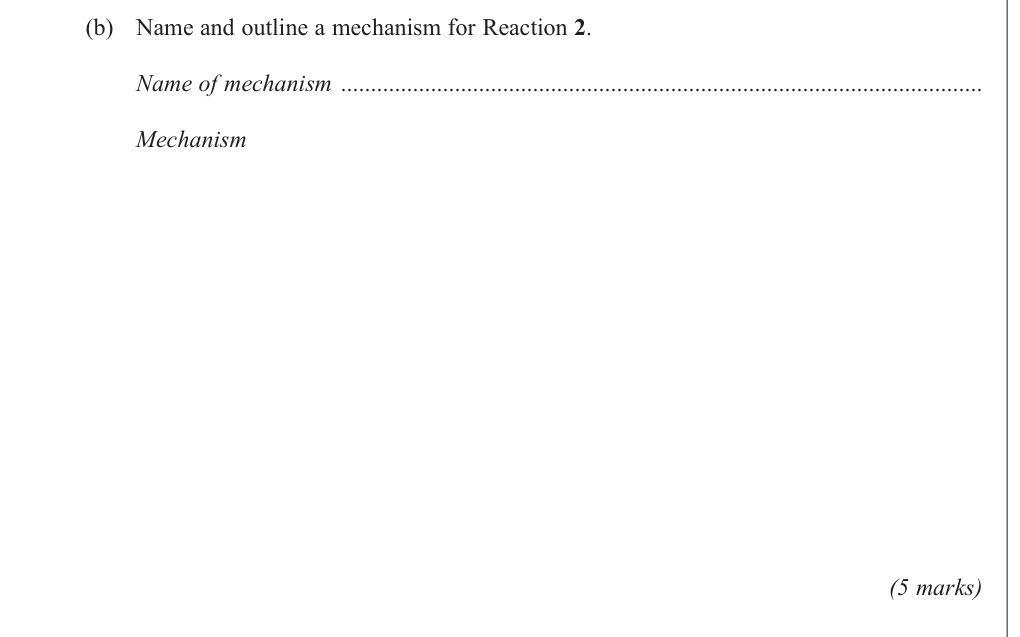 (b) Name and outline a mechanism for Reaction 2.
Name of mechanism ............................................................................................................
Mechanism
(5 marks)